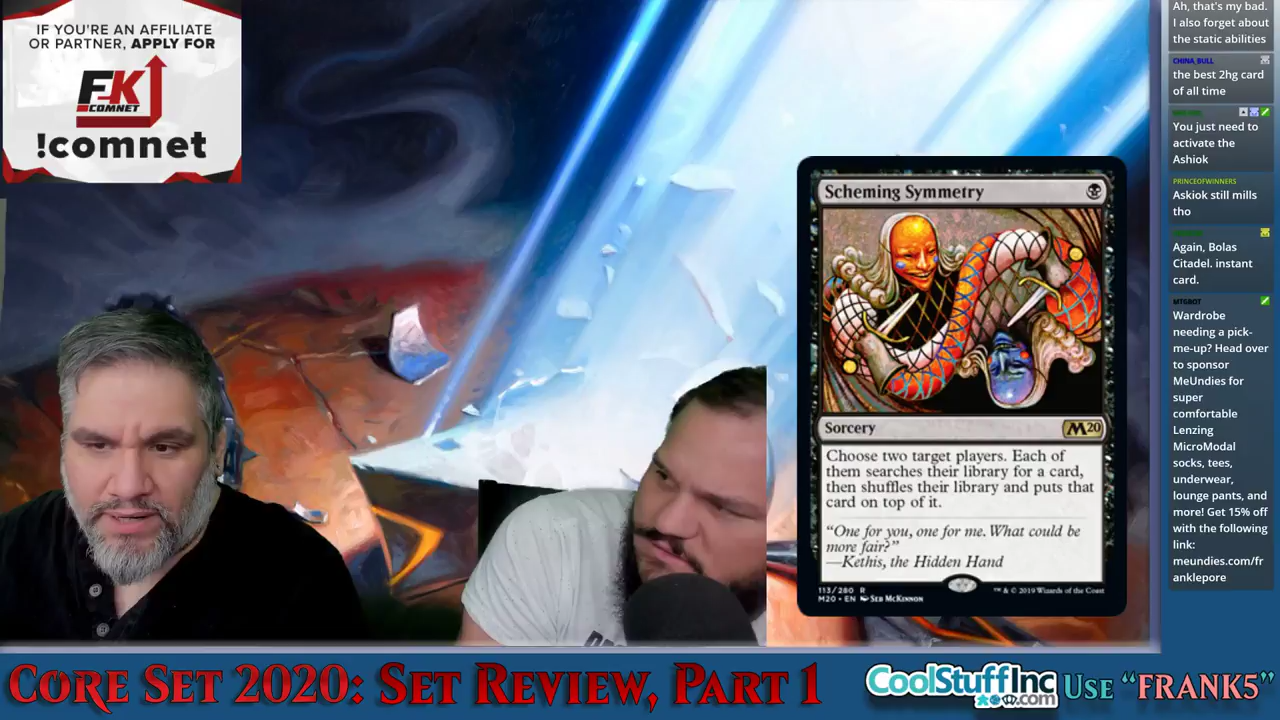 IF YOU'RE AN AFFILIATE
OR PARTNER, APPLY FOR
FK
COMNET
!comnet
Scheming Symmetry
Sorcery
M20
Choose two target players. Each of
them searches their library for a card,
then shuffles their library and puts that
card on top of it.
“One for you, one for me. What could be
more fair?”
—Kethis, the Hidden Hand
113/280 R
M20 • EN Seb McKinnon
™ & © 2019 Wizards of the Coast
Ah, that's my bad.
I also forget about
the static abilities
CHINA_BULL
the best 2hg card
of all time
You just need to
activate the
Ashiok
PRINCEOFWINNERS
Askiok still mills
tho
Again, Bolas
Citadel. instant
card.
MTGBOT
Wardrobe
needing a pick-
me-up? Head over
to sponsor
MeUndies for
super
comfortable
Lenzing
MicroModal
socks, tees,
underwear,
lounge pants, and
more! Get 15% off
with the following
link:
meundies.com/fr
anklepore
Core Set 2020: Set Review, Part 1
CoolStuffInc
.com
Use “FRANK5”